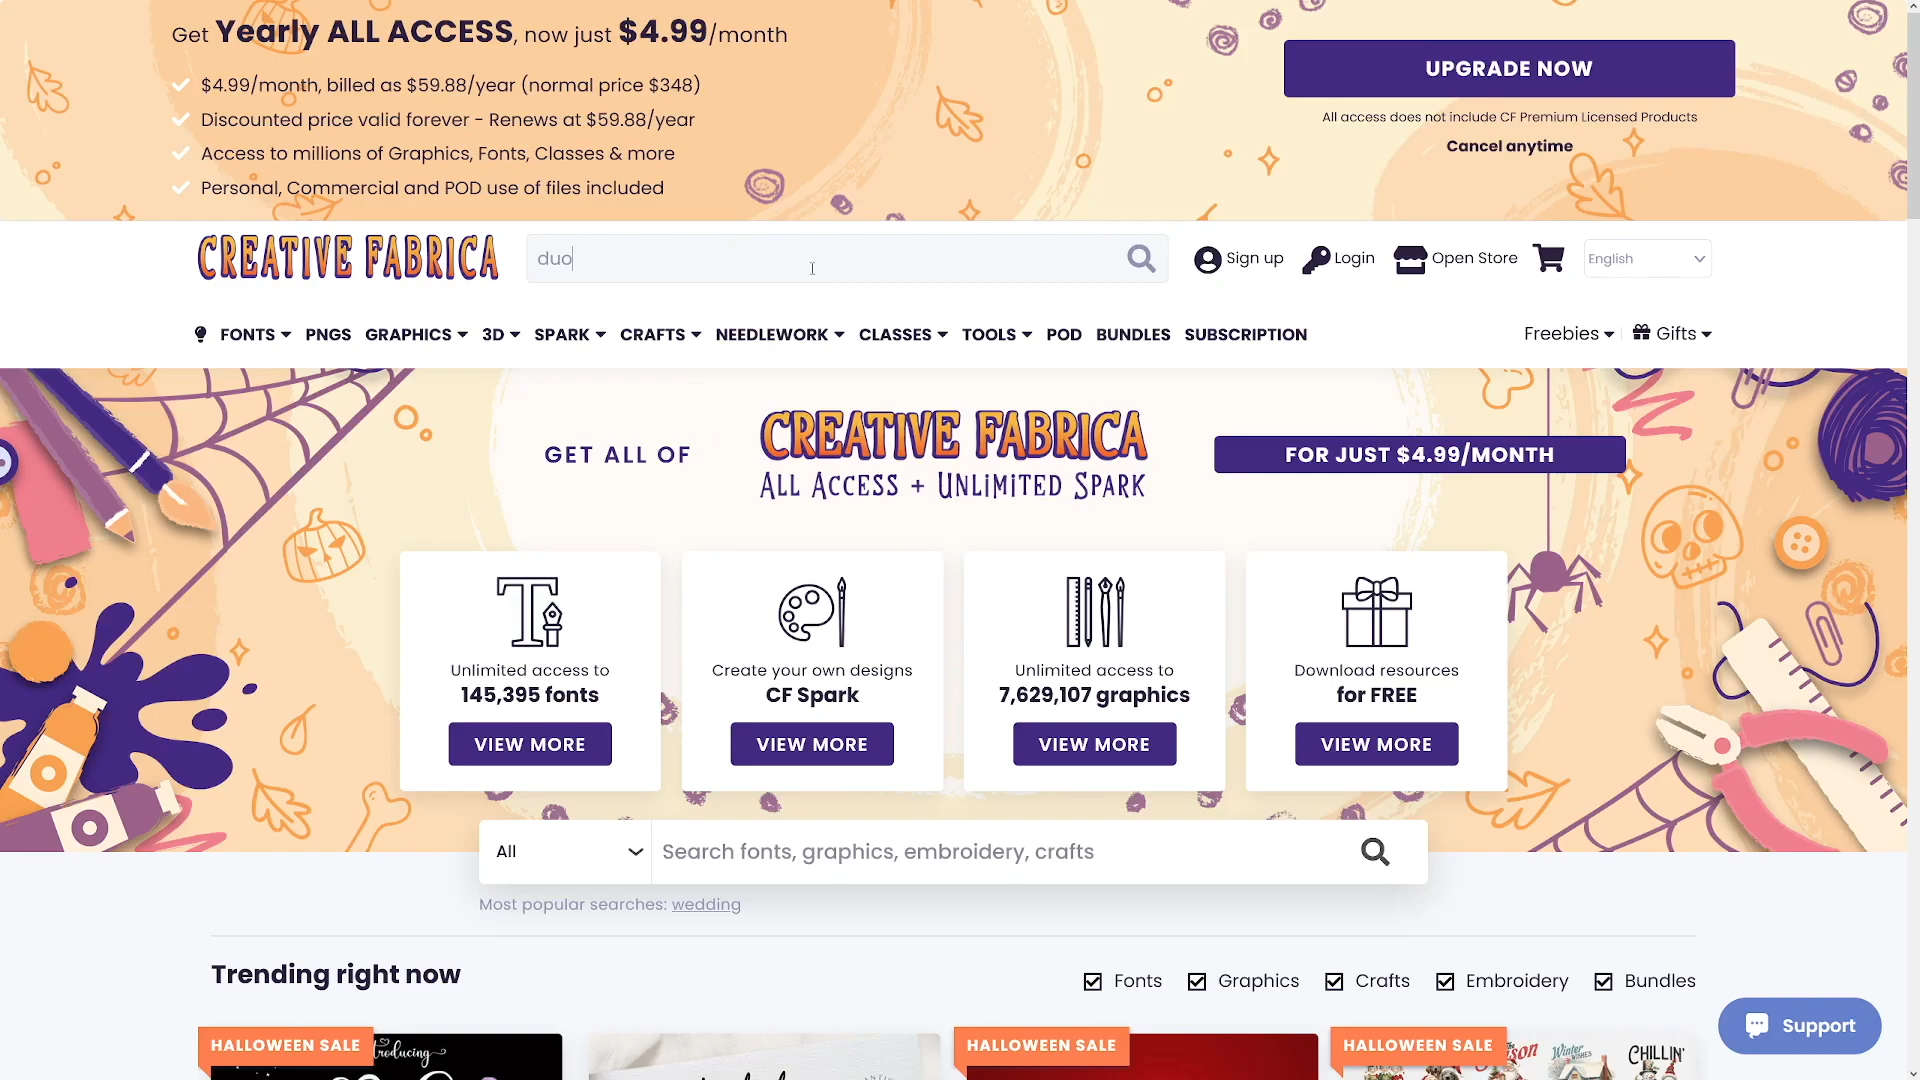 Get Yearly ALL ACCESS, now just $4.99/month
$4.99/month, billed as $59.88/year (normal price $348)
Discounted price valid forever - Renews at $59.88/year
Access to millions of Graphics, Fonts, Classes & more
Personal, Commercial and POD use of files included
UPGRADE NOW
All access does not include CF Premium Licensed Products
Cancel anytime
CREATIVE FABRICA
duo
Sign up
Login
Open Store
English
FONTS PNGS GRAPHICS 3D SPARK CRAFTS NEEDLEWORK CLASSES TOOLS POD BUNDLES SUBSCRIPTION
Freebies Gifts
GET ALL OF
CREATIVE FABRICA
ALL ACCESS + UNLIMITED SPARK
FOR JUST $4.99/MONTH
Unlimited access to
145,395 fonts
VIEW MORE
Create your own designs
CF Spark
VIEW MORE
Unlimited access to
7,629,107 graphics
VIEW MORE
Download resources
for FREE
VIEW MORE
All
Search fonts, graphics, embroidery, crafts
Most popular searches: wedding
Trending right now
Fonts Graphics Crafts Embroidery Bundles
HALLOWEEN SALE
HALLOWEEN SALE
HALLOWEEN SALE
Winter
CHILLIN'
Support